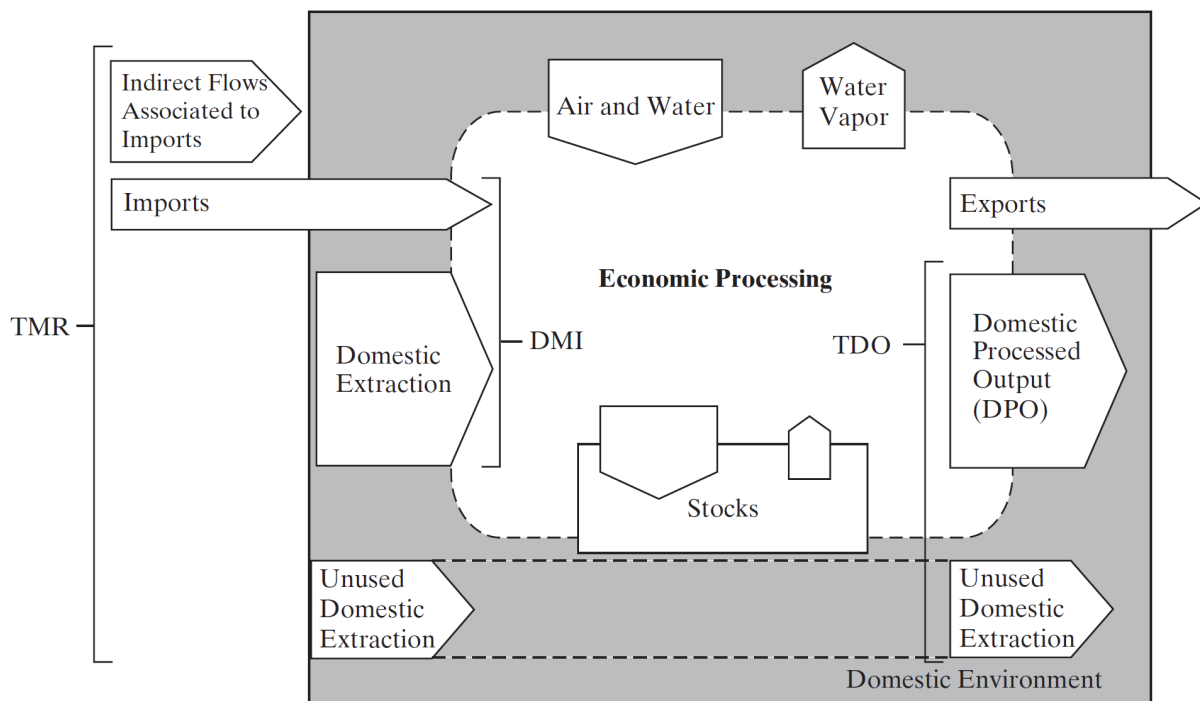 Indirect Flows
Associated to
Imports
Air and Water
Water
Vapor
Imports
Exports
Economic Processing
TMR
DMI
TDO
Domestic
Extraction
Domestic
Processed
Output
(DPO)
Stocks
Unused
Domestic
Extraction
Unused
Domestic
Extraction
Domestic Environment